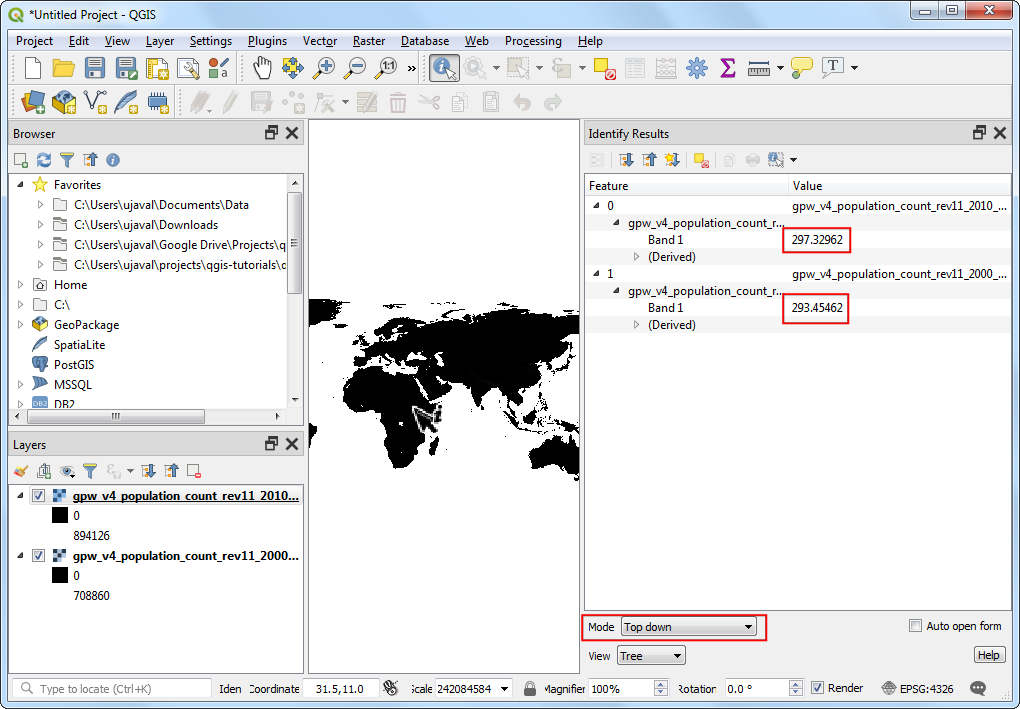 *Untitled Project - QGIS
Project Edit View Layer Settings Plugins Vector Raster Database Web Processing Help
1:1 »
Σ T
Browser
Favorites
C:\Users\ujaval\Documents\Data
C:\Users\ujaval\Downloads
C:\Users\ujaval\Google Drive\Projects\q
C:\Users\ujaval\projects\qgis-tutorials\c
Home
C:\
GeoPackage
SpatiaLite
PostGIS
MSSQL
DB2 DB2
Layers
gpw_v4_population_count_rev11_2010...
0
894126
gpw_v4_population_count_rev11_2000...
0
708860
Identify Results
Feature Value
0 gpw_v4_population_count_rev11_2010_...
gpw_v4_population_count_r...
Band 1 297.32962
(Derived)
1 gpw_v4_population_count_rev11_2000_...
gpw_v4_population_count_r...
Band 1 293.45462
(Derived)
Mode Top down Auto open form
View Tree Help
Type to locate (Ctrl+K) Iden Coordinate 31.5,11.0 Scale 242084584 Magnifier 100% Rotation 0.0 ° Render EPSG:4326